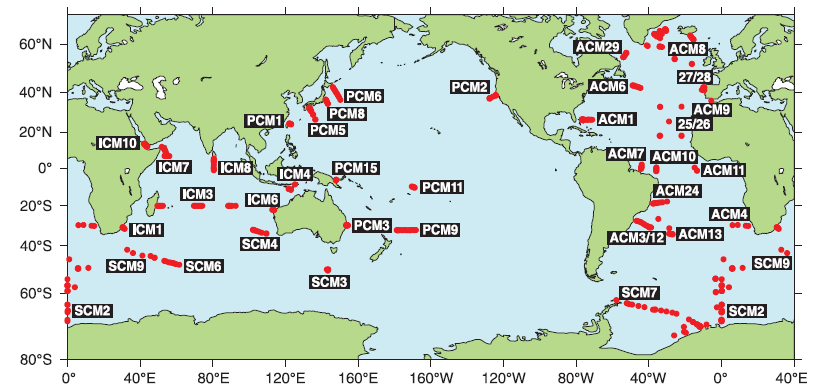 60°N
ACM29
ACM8
27/28
PCM2
ACM6
40°N
PCM6
ACM9
PCM8
PCM1
ACM1
25/26
20°N
PCM5
ICM10
ACM7
ACM10
ICM7
ICM8
ICM4
PCM15
ACM11
0°
ICM3
PCM11
ACM24
ICM6
20°S
ACM4
ICM1
PCM3
PCM9
ACM3/12
ACM13
SCM4
40°S
SCM9
SCM6
SCM9
SCM3
SCM7
60°S
SCM2
SCM2
80°S
0°
40°E
80°E
120°E
160°E
160°W
120°W
80°W
40°W
0°
40°E